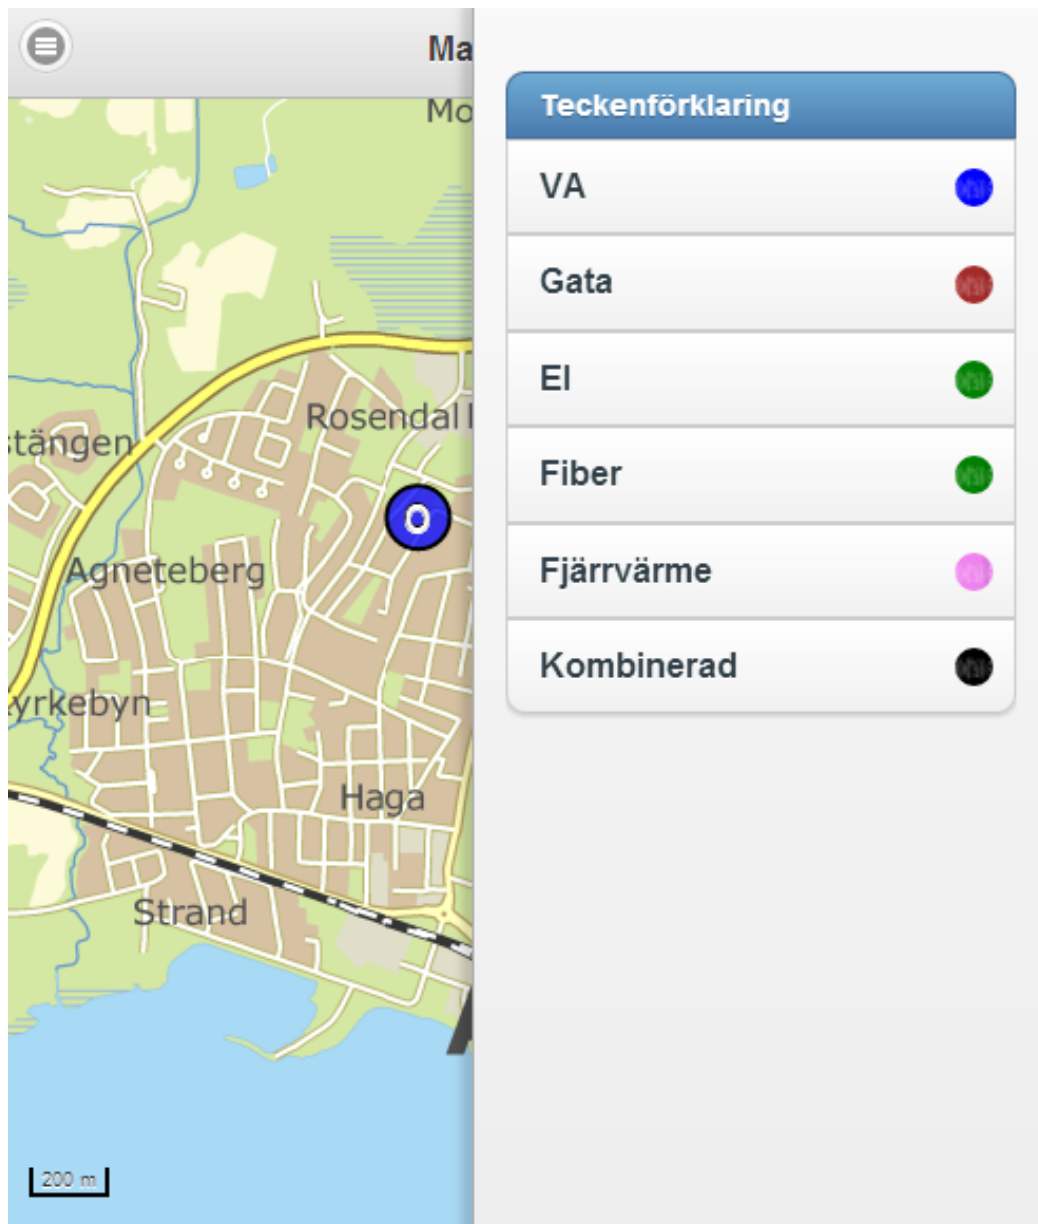 Ma
Mo
Rosendal
stängen
O
Agneteberg
yrkebyn
Haga
Strand
A
200 m
Teckenförklaring
VA
Gata
El
Fiber
Fjärrvärme
Kombinerad